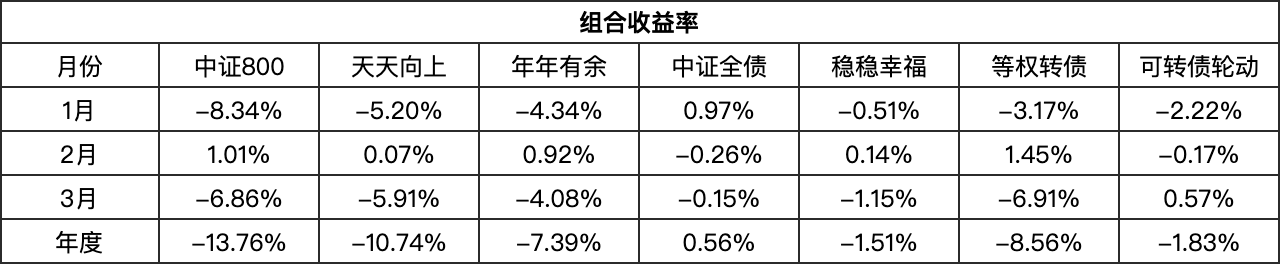 组合收益率
月份 中证800 天天向上 年年有余 中证全债 稳稳幸福 等权转债 可转债轮动
1月 –8.34% –5.20% –4.34% 0.97% –0.51% –3.17% –2.22%
2月 1.01% 0.07% 0.92% –0.26% 0.14% 1.45% –0.17%
3月 –6.86% –5.91% –4.08% –0.15% –1.15% –6.91% 0.57%
年度 –13.76% –10.74% –7.39% 0.56% –1.51% –8.56% –1.83%